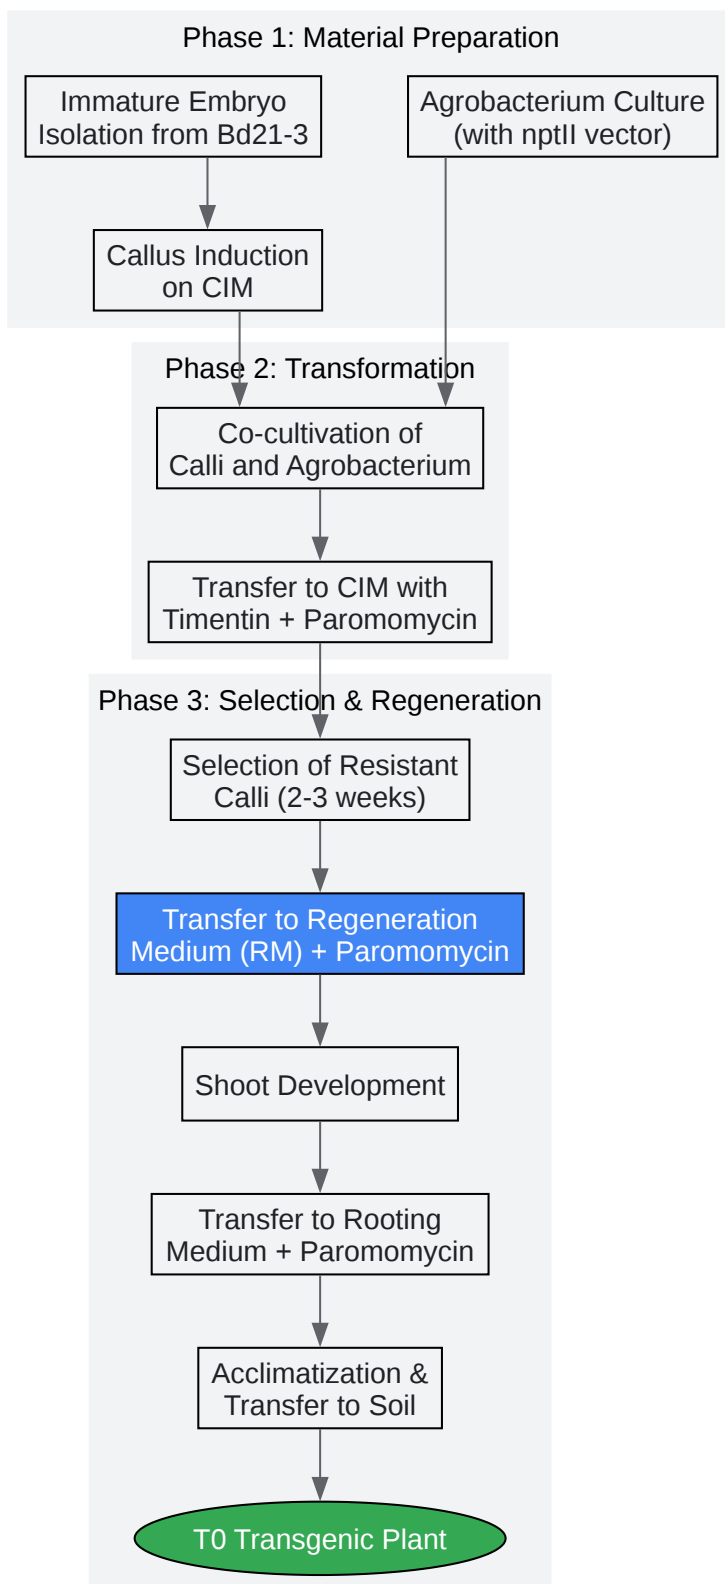 Phase 1: Material Preparation
Immature Embryo
Isolation from Bd21-3
Agrobacterium Culture
(with nptII vector)
Callus Induction
on CIM
Phase 2: Transformation
Co-cultivation of
Calli and Agrobacterium
Transfer to CIM with
Timentin + Paromomycin
Phase 3: Selection & Regeneration
Selection of Resistant
Calli (2-3 weeks)
Transfer to Regeneration
Medium (RM) + Paromomycin
Shoot Development
Transfer to Rooting
Medium + Paromomycin
Acclimatization &
Transfer to Soil
T0 Transgenic Plant